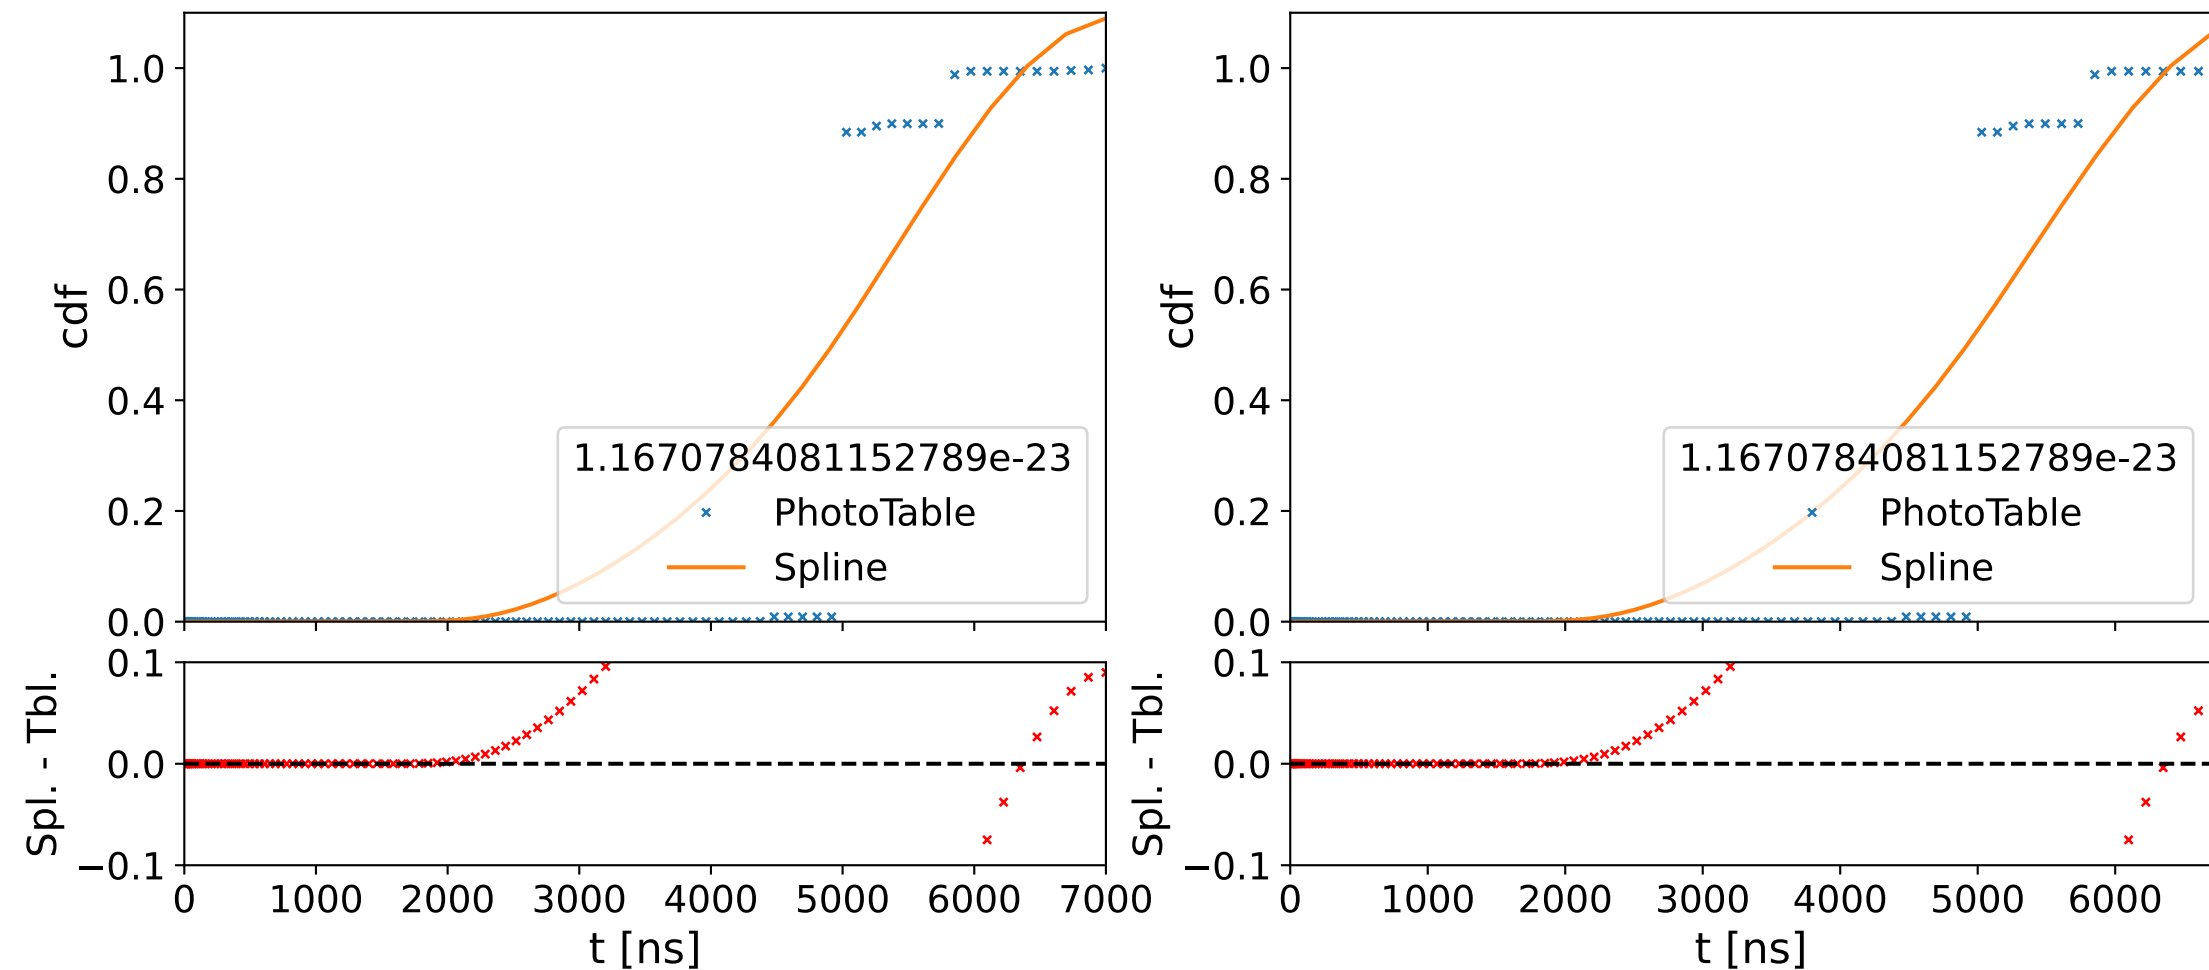 cdf
1.0
0.8
0.6
0.4
0.2
0.0
1.1670784081152789e-23
PhotoTable
Spline
Spl. - Tbl.
0.1
0.0
−0.1
0 1000 2000 3000 4000 5000 6000 7000
t [ns]
cdf
1.0
0.8
0.6
0.4
0.2
0.0
1.1670784081152789e-23
PhotoTable
Spline
Spl. - Tbl.
0.1
0.0
−0.1
0 1000 2000 3000 4000 5000 6000
t [ns]